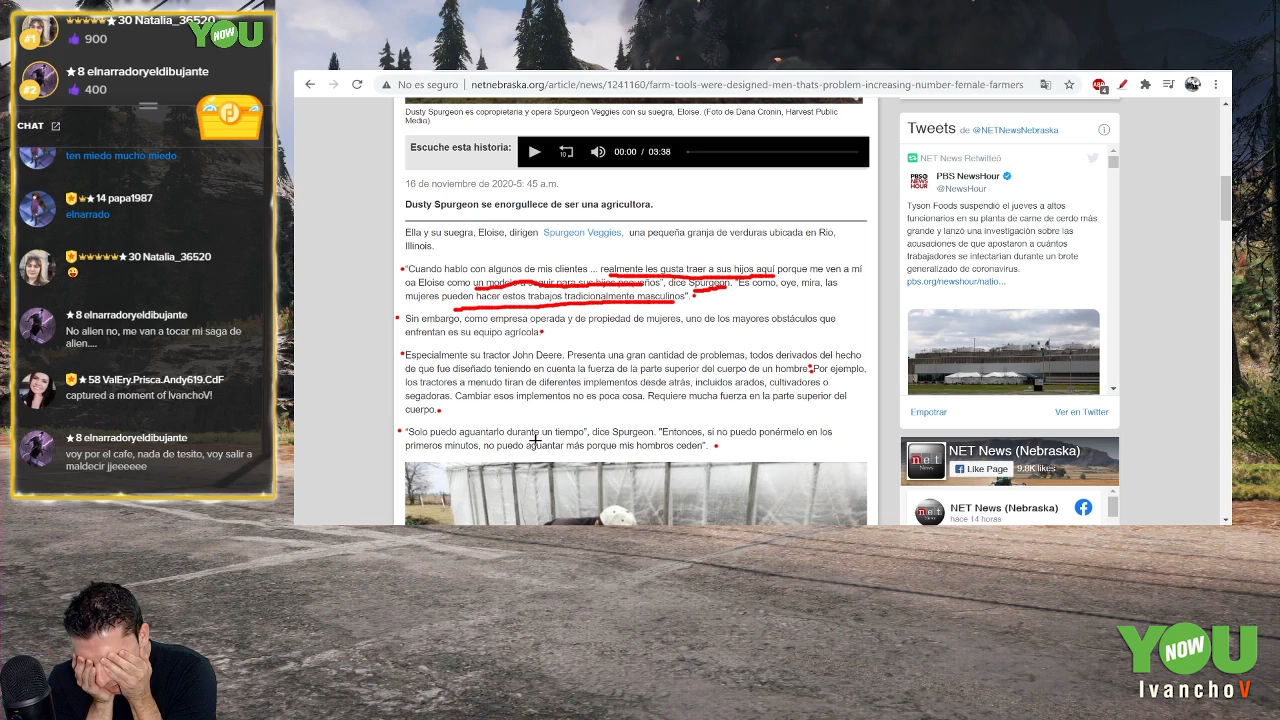 #1
★30 Natalia_36520
900
YOU
NOW
#2
★8 elnarradoryeldibujante
400
CHAT
ten miedo mucho miedo
★14 papa1987
elnarrado
★30 Natalia_36520
★8 elnarradoryeldibujante
No alien no, me van a tocar mi saga de
alien....
★58 ValEry.Prisca.Andy619.CdF
captured a moment of IvanchoV!
★8 elnarradoryeldibujante
voy por el cafe, nada de tesito, voy salir a
maldecir jjeeeeee
No es seguro
netnebraska.org/article/news/1241160/farm-tools-were-designed-men-thats-problem-increasing-number-female-farmers
4
Dusty Spurgeon es copropietaria y opera Spurgeon Veggies con su suegra, Eloise. (Foto de Dana Cronin, Harvest Public
Media)
Escuche esta historia:
10
00:00 / 03:38
16 de noviembre de 2020-5: 45 a.m.
Dusty Spurgeon se enorgullece de ser una agricultora.
Ella y su suegra, Eloise, dirigen Spurgeon Veggies, una pequeña granja de verduras ubicada en Rio,
Illinois.
“Cuando hablo con algunos de mis clientes ... realmente les gusta traer a sus hijos aquí porque me ven a mí
oa Eloise como un modelo a seguir para sus hijos pequeños”, dice Spurgeon. “Es como, oye, mira, las
mujeres pueden hacer estos trabajos tradicionalmente masculinos”.
Sin embargo, como empresa operada y de propiedad de mujeres, uno de los mayores obstáculos que
enfrentan es su equipo agrícola.
Especialmente su tractor John Deere. Presenta una gran cantidad de problemas, todos derivados del hecho
de que fue diseñado teniendo en cuenta la fuerza de la parte superior del cuerpo de un hombre. Por ejemplo,
los tractores a menudo tiran de diferentes implementos desde atrás, incluidos arados, cultivadores o
segadoras. Cambiar esos implementos no es poca cosa. Requiere mucha fuerza en la parte superior del
cuerpo.
“Solo puedo aguantarlo durante un tiempo”, dice Spurgeon. "Entonces, si no puedo ponérmelo en los
primeros minutos, no puedo aguantar más porque mis hombros ceden”.
Tweets de @NETNewsNebraska
NET News Retwitteó
PBS NewsHour
@NewsHour
Tyson Foods suspendió el jueves a altos
funcionarios en su planta de carne de cerdo más
grande y lanzó una investigación sobre las
acusaciones de que apostaron a cuántos
trabajadores se infectarían durante un brote
generalizado de coronavirus.
pbs.org/newshour/natio...
Empotrar
Ver en Twitter
net
News
NET News (Nebraska)
Like Page
9.8K likes
net
News
NET News (Nebraska)
hace 14 horas
YOU
NOW
IvanchoV